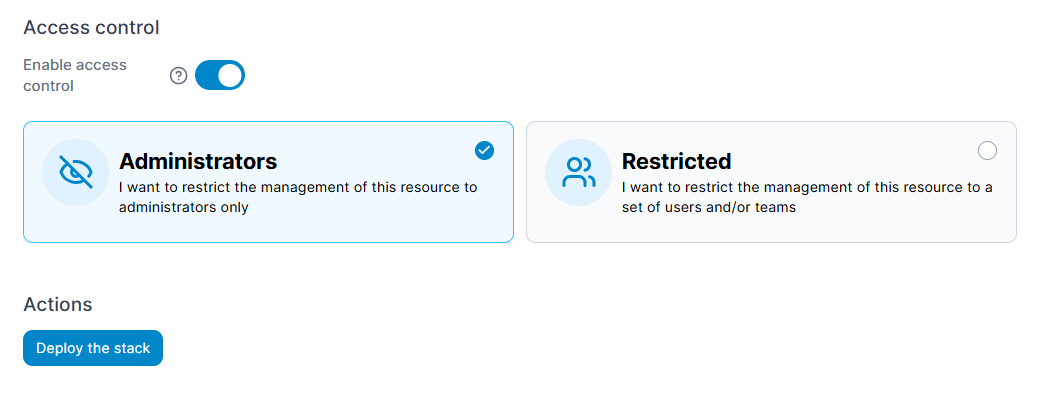 Access control
Enable access
control
Administrators
I want to restrict the management of this resource to
administrators only
Restricted
I want to restrict the management of this resource to a
set of users and/or teams
Actions
Deploy the stack